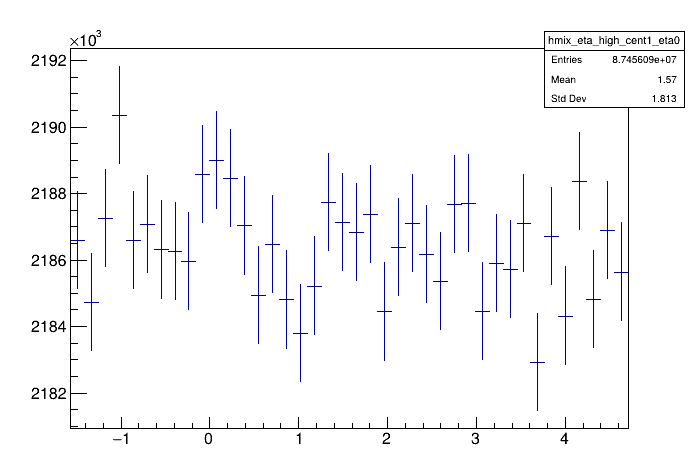 ×10³
hmix_eta_high_cent1_eta0
Entries 8.745609e+07
Mean 1.57
Std Dev 1.813
2192
2190
2188
2186
2184
2182
−1 0 1 2 3 4